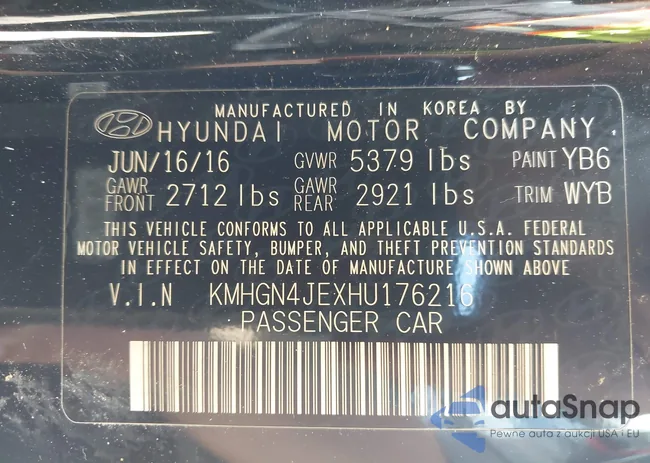 MANUFACTURED IN KOREA BY
HYUNDAI MOTOR COMPANY
JUN/16/16 GVWR 5379 lbs PAINT YB6
GAWR FRONT 2712 lbs GAWR REAR: 2921 lbs TRIM WYB
THIS VEHICLE CONFORMS TO ALL APPLICABLE U.S.A. FEDERAL
MOTOR VEHICLE SAFETY, BUMPER, AND THEFT PREVENTION STANDARDS
IN EFFECT ON THE DATE OF MANUFACTURE SHOWN ABOVE
V.I.N KMHGN4JEXHU176216
PASSENGER CAR
autaSnap
Pewne auta z aukcji USA i EU